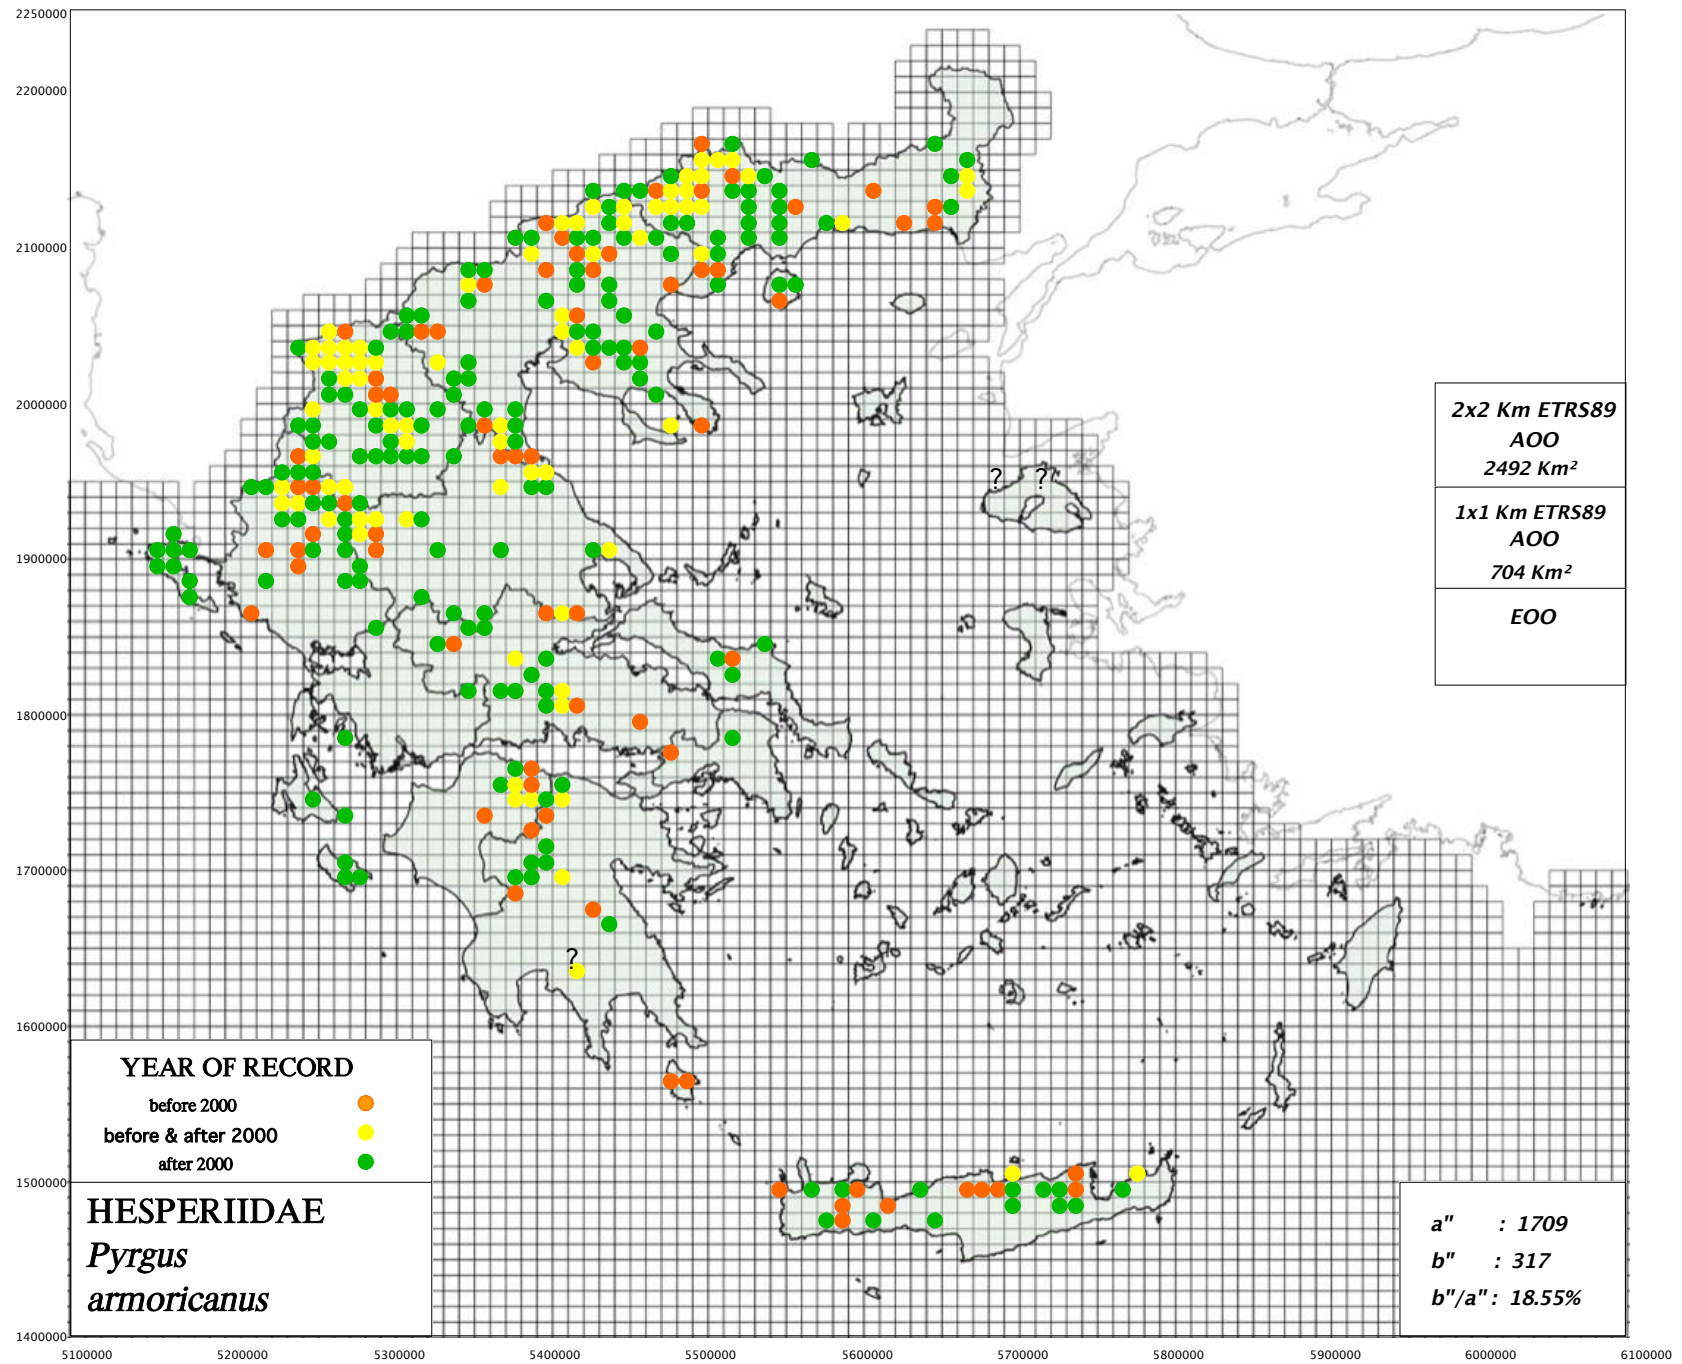 2250000
2200000
2100000
2000000
1900000
1800000
1700000
1600000
1500000
1400000
5100000 5200000 5300000 5400000 5500000 5600000 5700000 5800000 5900000 6000000 6100000
? ?
?
2x2 Km ETRS89
AOO
2492 Km²
1x1 Km ETRS89
AOO
704 Km²
EOO
YEAR OF RECORD
before 2000
before & after 2000
after 2000
HESPERIIDAE
Pyrgus
armoricanus
a" : 1709
b" : 317
b"/a" : 18.55%